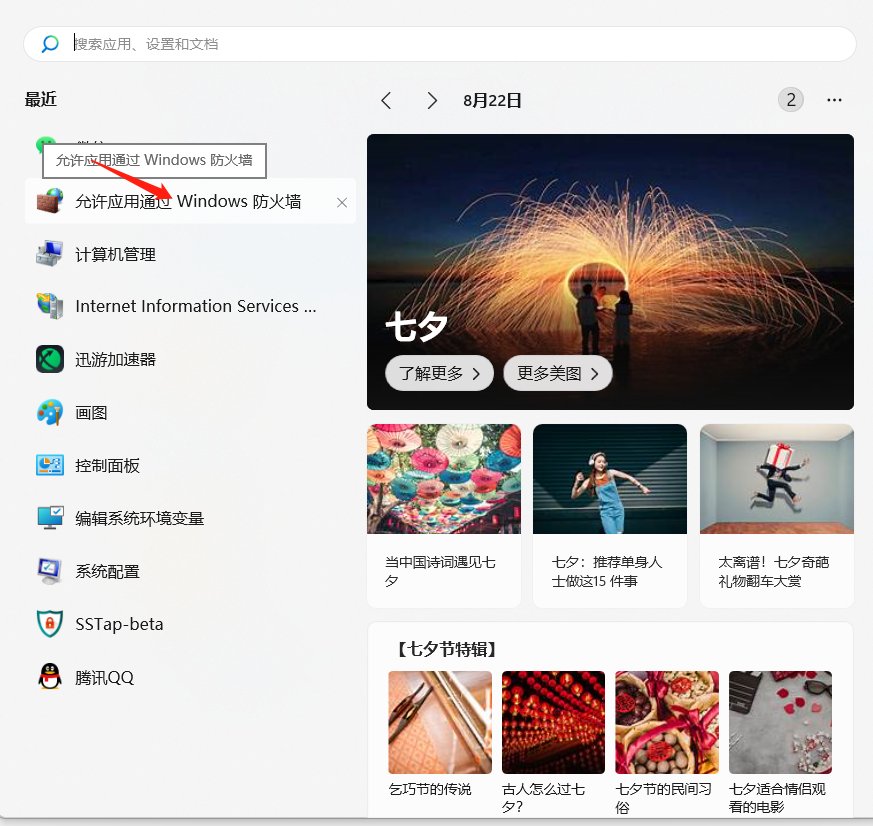 搜索应用、设置和文档
最近
8月22日
2
微信
允许应用通过 Windows 防火墙
允许应用通过 Windows 防火墙
计算机管理
Internet Information Services ...
迅游加速器
画图
控制面板
编辑系统环境变量
系统配置
SSTap-beta
腾讯QQ
七夕
了解更多
更多美图
当中国诗词遇见七
夕
七夕：推荐单身人
士做这15 件事
太离谱！七夕奇葩
礼物翻车大赏
【七夕节特辑】
乞巧节的传说
古人怎么过七
夕?
七夕节的民间习
俗
七夕适合情侣观
看的电影